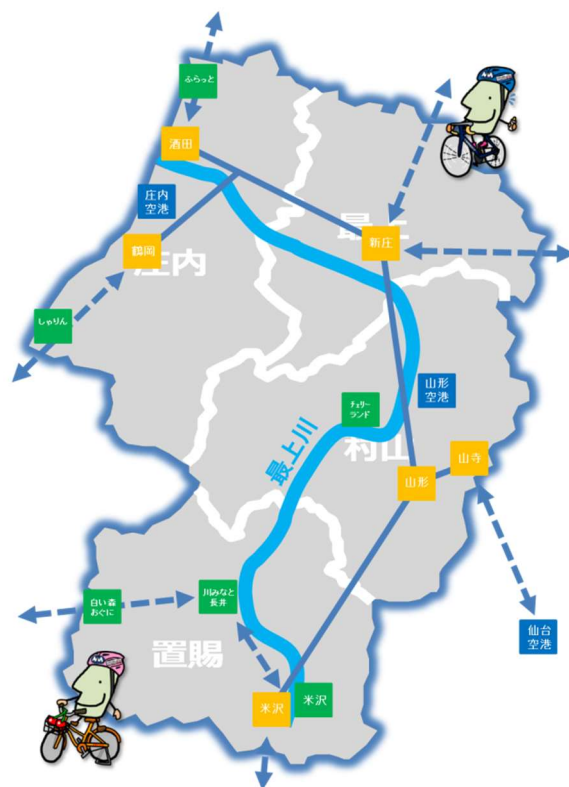 ふらっと
酒田
庄内
空港
鶴岡
庄内
しゃりん
最上
新庄
山形
空港
チェリー
ランド
村山
山形
山寺
最上川
白い森
おぐに
川みなと
長井
仙台
空港
置賜
米沢
米沢